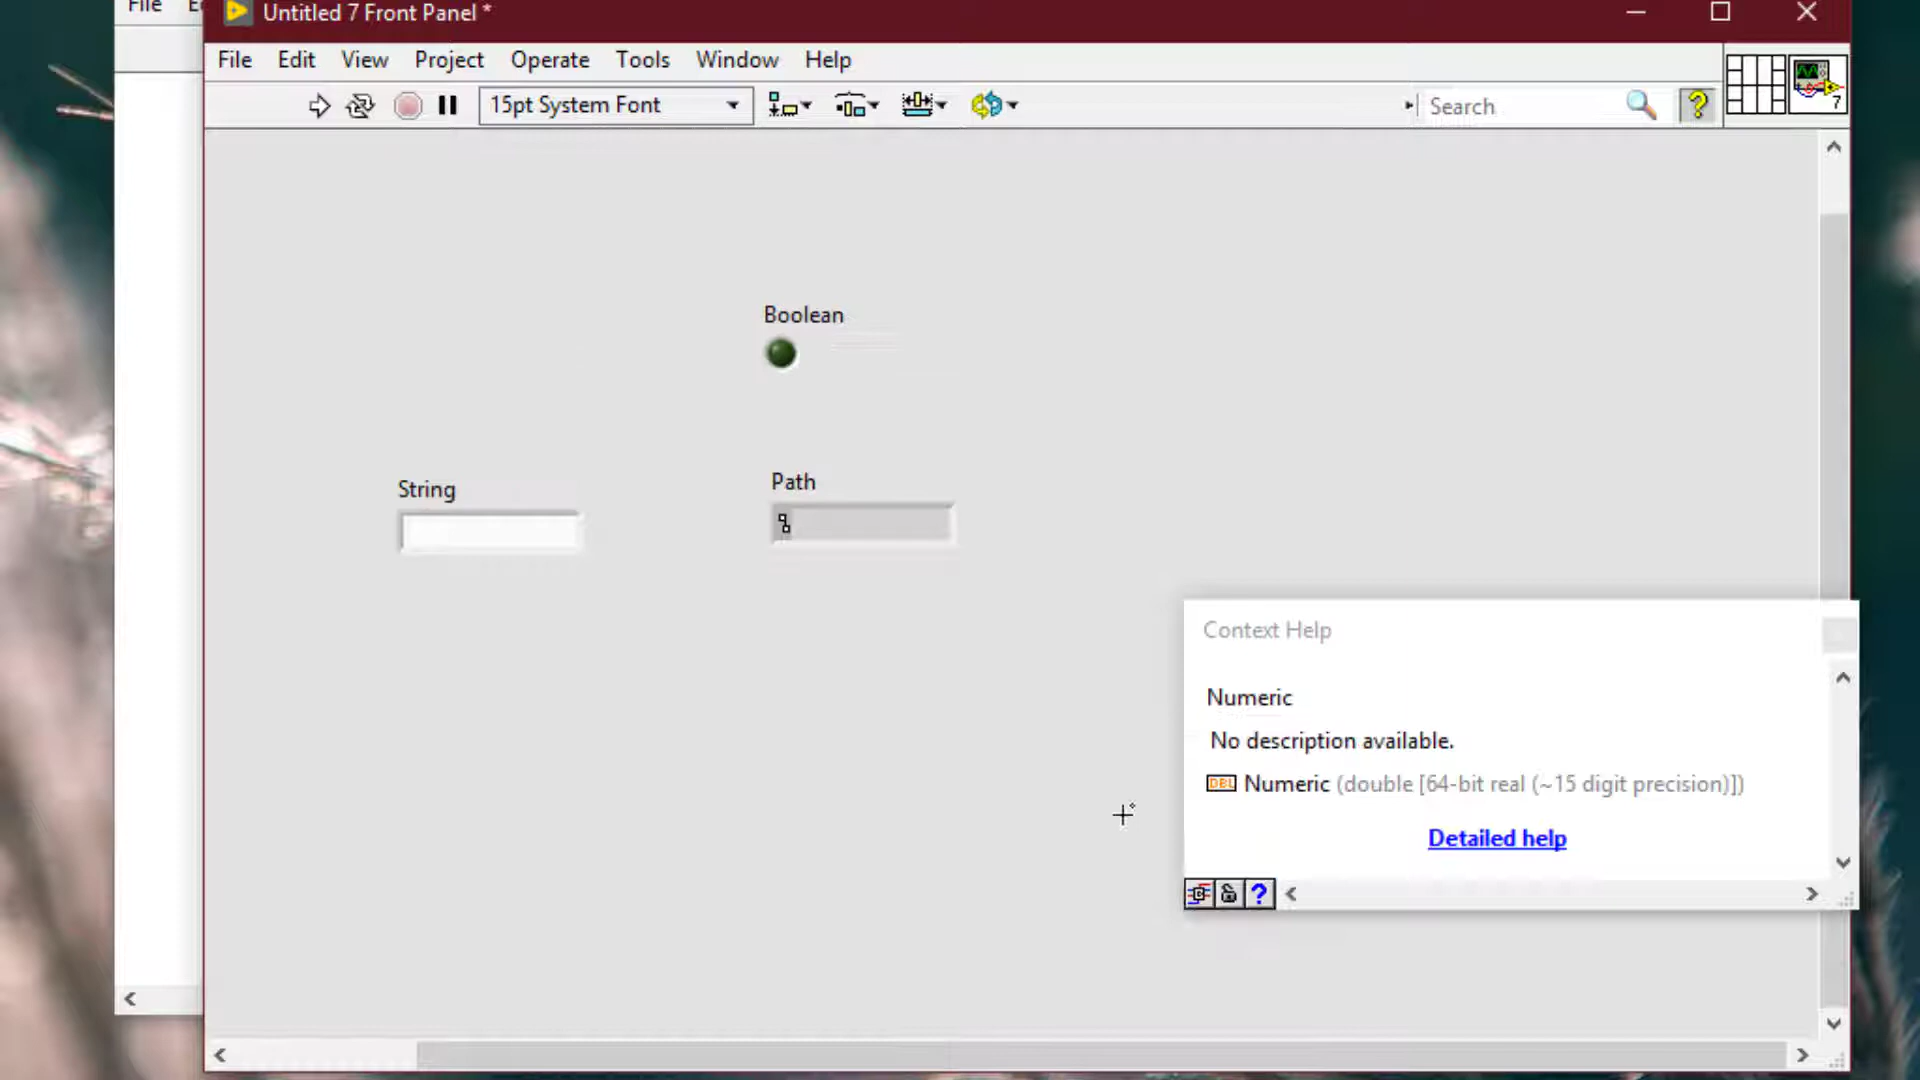 File
Untitled 7 Front Panel *
File Edit View Project Operate Tools Window Help
15pt System Font
Search
?
7
Boolean
String
Path
Context Help
Numeric
No description available.
DBL Numeric (double [64-bit real (~15 digit precision)])
Detailed help
?